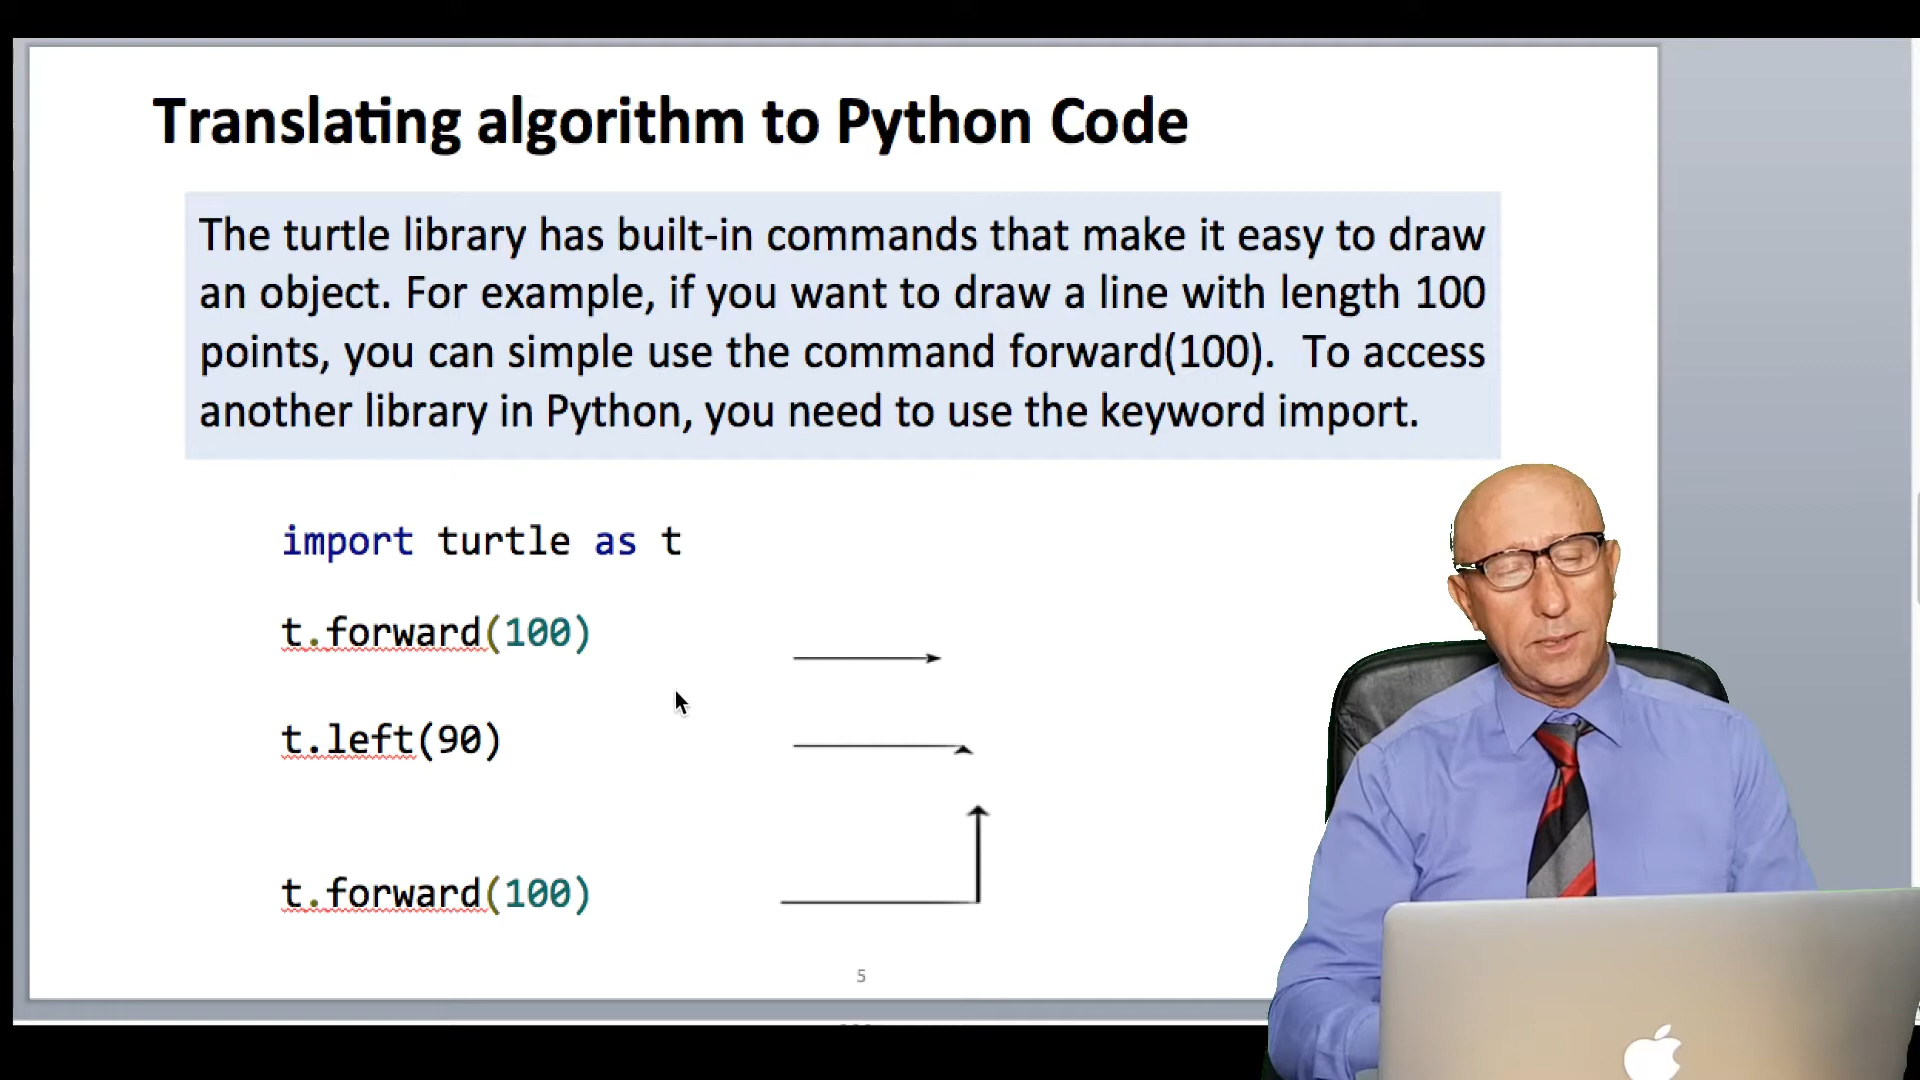 Translating algorithm to Python Code
The turtle library has built-in commands that make it easy to draw
an object. For example, if you want to draw a line with length 100
points, you can simple use the command forward(100). To access
another library in Python, you need to use the keyword import.
import turtle as t
t.forward(100)
t.left(90)
t.forward(100)
5